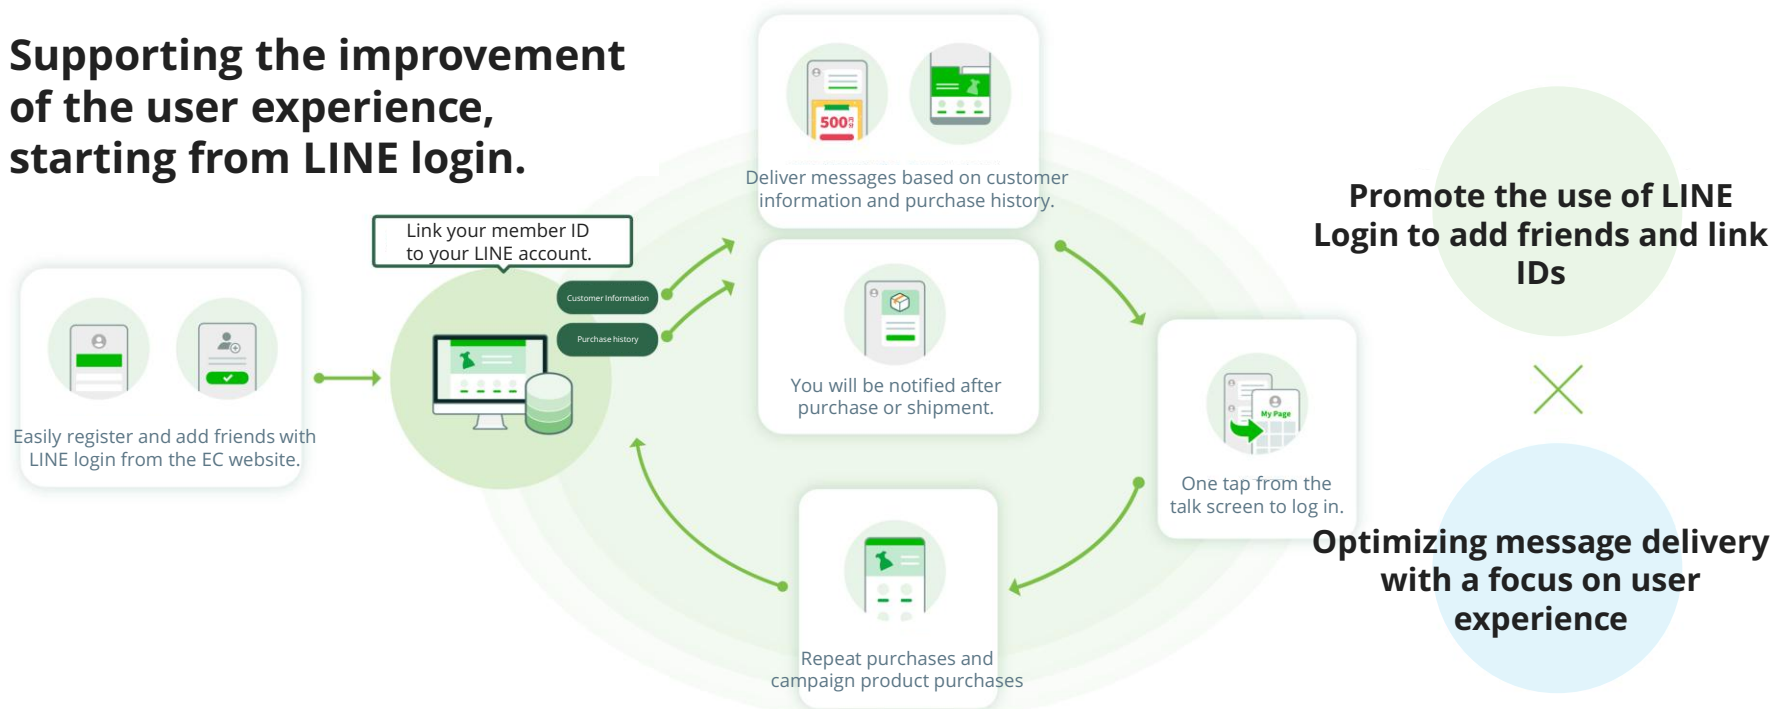 Supporting the improvement
of the user experience,
starting from LINE login.
Link your member ID
to your LINE account.
Customer Information
Purchase history
Easily register and add friends with
LINE login from the EC website.
500円
Deliver messages based on customer
information and purchase history.
You will be notified after
purchase or shipment.
My Page
One tap from the
talk screen to log in.
Repeat purchases and
campaign product purchases
Promote the use of LINE
Login to add friends and link
IDs
Optimizing message delivery
with a focus on user
experience